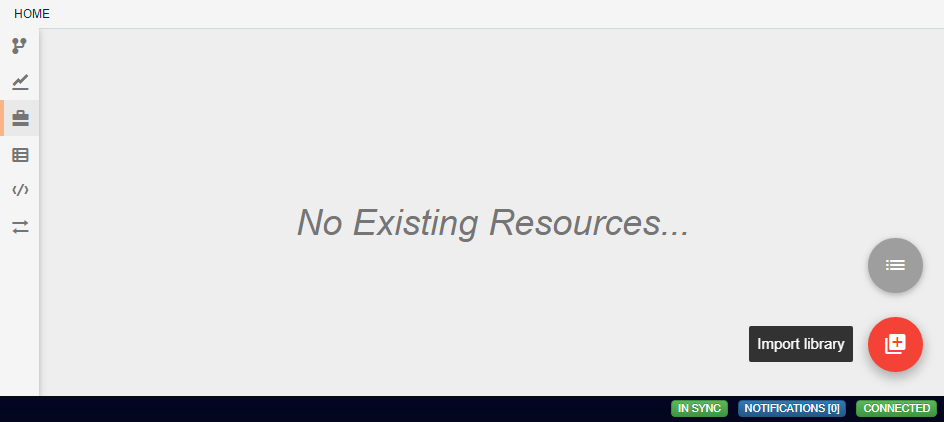 HOME
No Existing Resources...
Import library
IN SYNC NOTIFICATIONS [0] CONNECTED